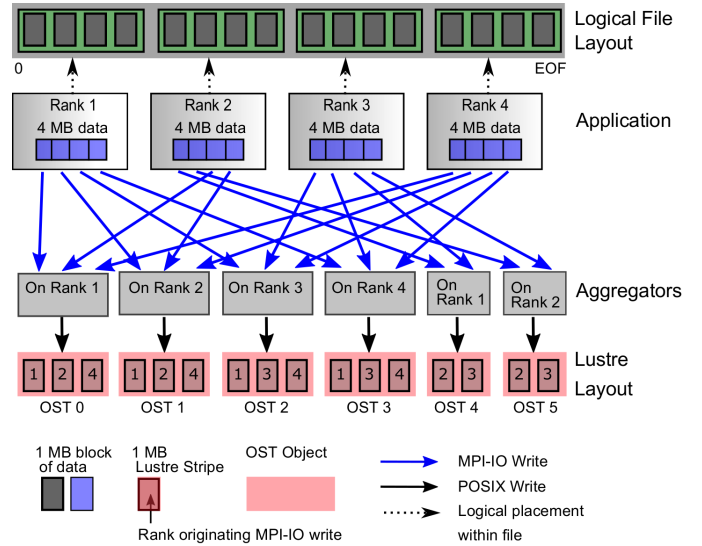 Logical File
Layout
0
EOF
Rank 1
Rank 2
Rank 3
Rank 4
Application
4 MB data
4 MB data
4 MB data
4 MB data
On Rank 1
On Rank 2
On Rank 3
On Rank 4
On
Rank 1
On
Rank 2
Aggregators
1 2 4
1 2 4
1 3 4
1 3 4
2 3
2 3
Lustre
Layout
OST 0
OST 1
OST 2
OST 3
OST 4
OST 5
1 MB block
of data
1 MB
Lustre Stripe
OST Object
MPI-IO Write
POSIX Write
Logical placement
within file
Rank originating MPI-IO write